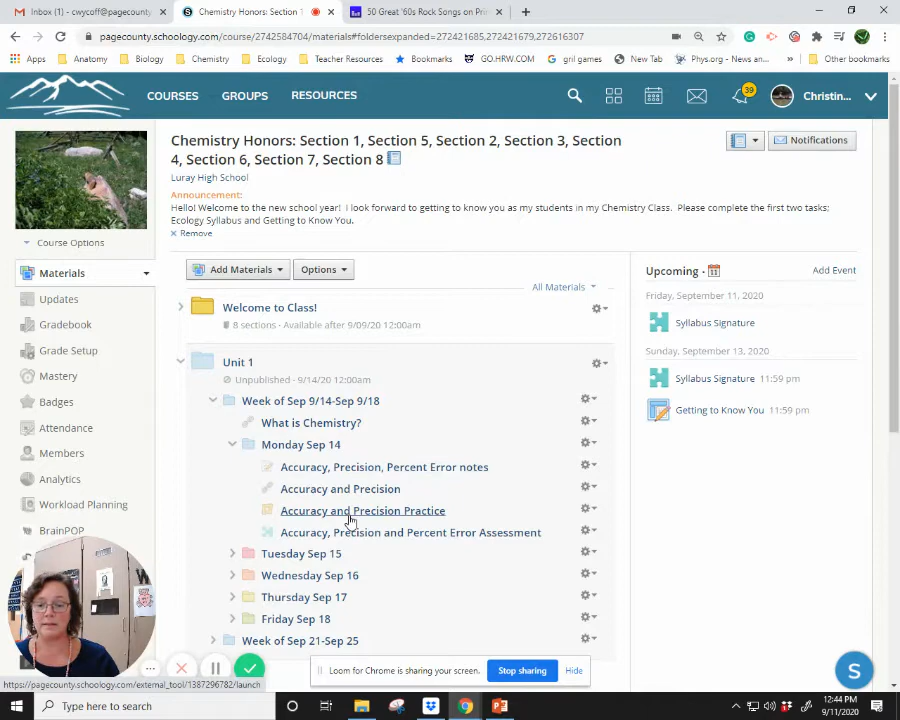 Inbox (1) - cwycoff@pagecounty.
Schoology
Chemistry Honors: Section 1
50 Great '60s Rock Songs on Prim
pagecounty.schoology.com/course/2742584704/materials#foldersexpanded=272421685,272421679,272616307
Apps
Anatomy
Biology
Chemistry
Ecology
Teacher Resources
Bookmarks
GO.HRW.COM
gnl games
New Tab
Phys.org - News an...
Other bookmarks
COURSES
GROUPS
RESOURCES
39
Christin...
Chemistry Honors: Section 1, Section 5, Section 2, Section 3, Section
4, Section 6, Section 7, Section 8
Notifications
Luray High School
Announcement:
Hello! Welcome to the new school year! I look forward to getting to know you as my students in my Chemistry Class. Please complete the first two tasks;
Ecology Syllabus and Getting to Know You.
Remove
Course Options
Materials
Updates
Gradebook
Grade Setup
Mastery
Badges
Attendance
Members
Analytics
Workload Planning
BrainPOP
Add Materials
Options
All Materials
Welcome to Class!
8 sections - Available after 9/09/20 12:00am
Unit 1
Unpublished - 9/14/20 12:00am
Week of Sep 9/14-Sep 9/18
What is Chemistry?
Monday Sep 14
Accuracy, Precision, Percent Error notes
Accuracy and Precision
Accuracy and Precision Practice
Accuracy, Precision and Percent Error Assessment
Tuesday Sep 15
Wednesday Sep 16
Thursday Sep 17
Friday Sep 18
Week of Sep 21-Sep 25
Upcoming
Add Event
Friday, September 11, 2020
Syllabus Signature
Sunday, September 13, 2020
Syllabus Signature 11:59 pm
Getting to Know You 11:59 pm
Loom for Chrome is sharing your screen.
Stop sharing
Hide
S
https://pagecounty.schoology.com/external_tool/1387296782/launch
Type here to search
12:44 PM
9/11/2020